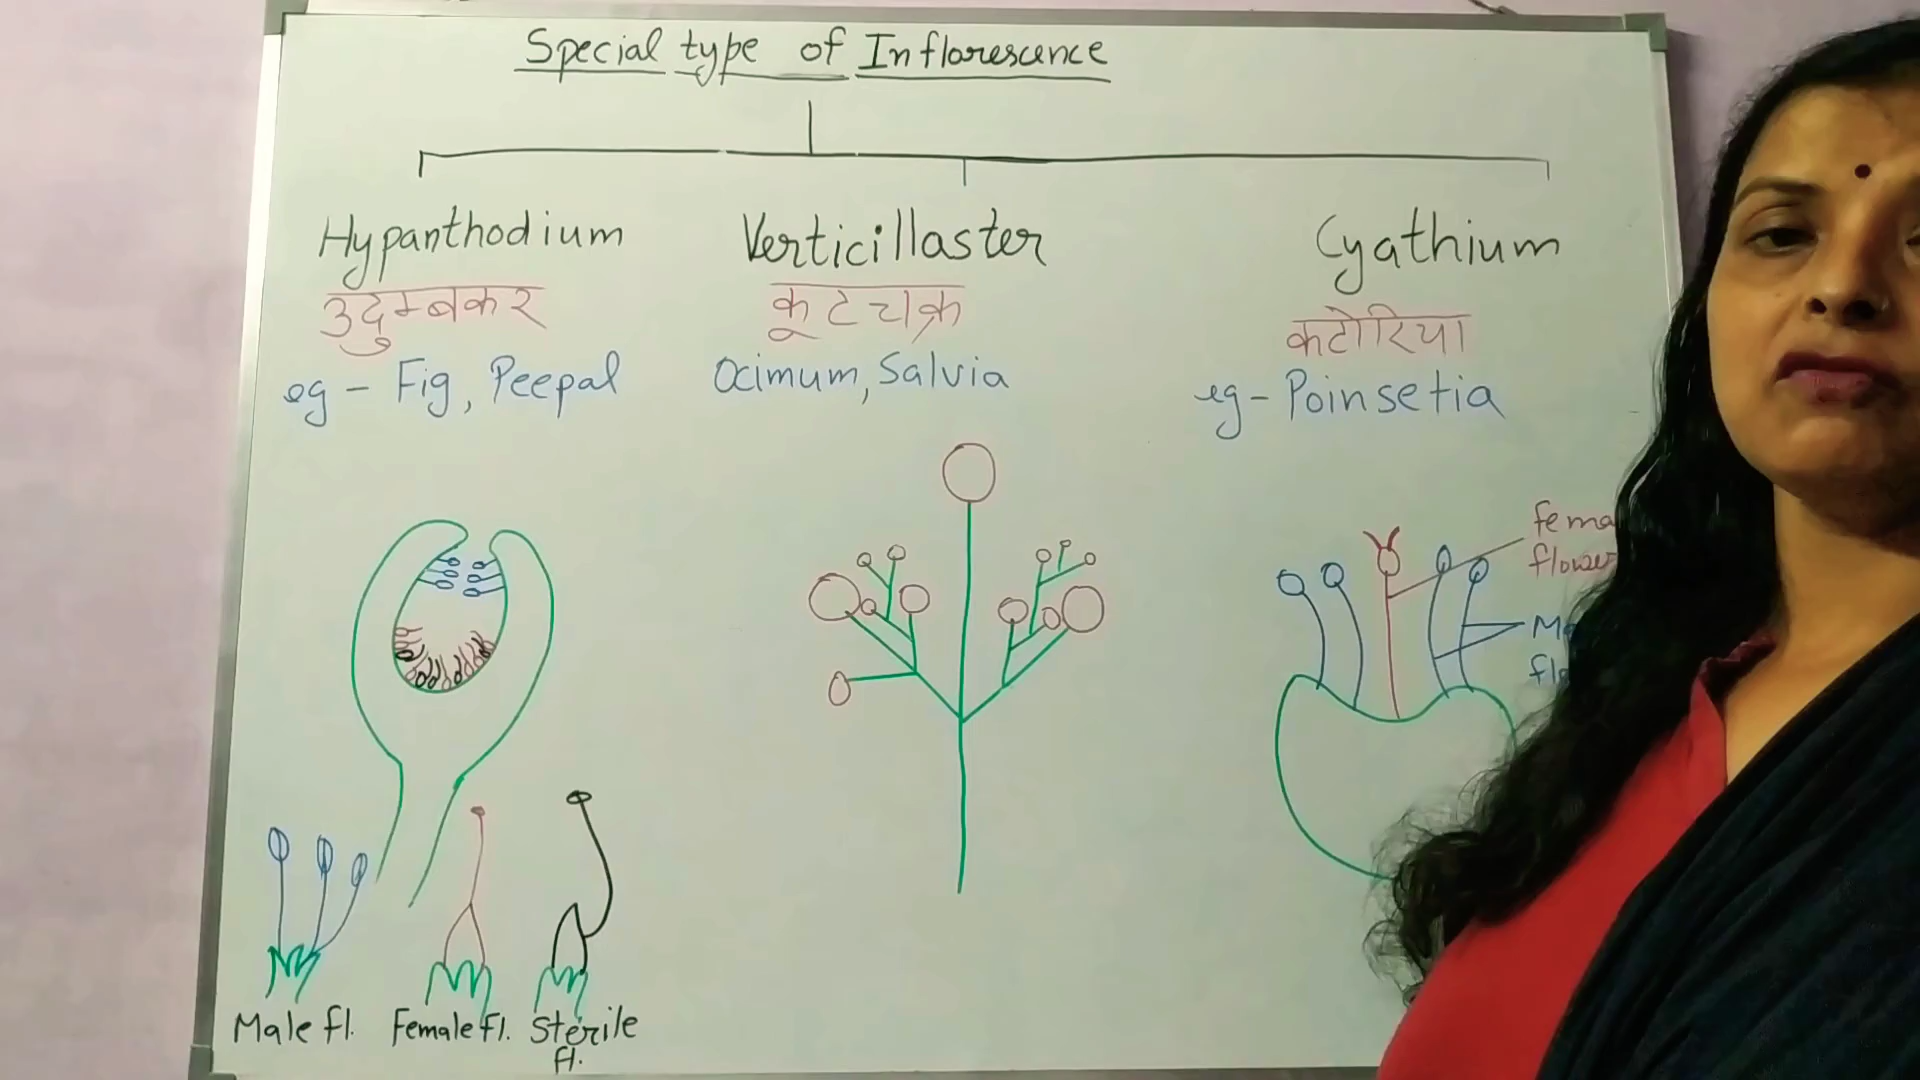 Special type of Inflorescence
Hypanthodium
उदुम्बकर
eg - Fig, Peepal
Verticillaster
कूटचक्र
Ocimum, Salvia
Cyathium
कटोरिया
eg - Poinsetia
flower
Male fl.
Female fl.
Sterile
fl.